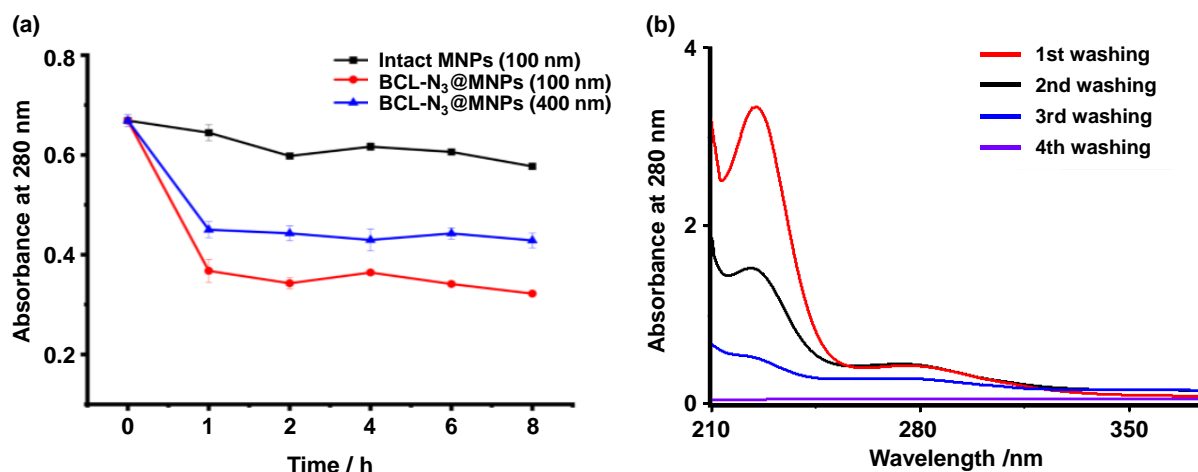 (a)
Absorbance at 280 nm
0.8
0.6
0.4
0.2
Intact MNPs (100 nm)
BCL-N₃@MNPs (100 nm)
BCL-N₃@MNPs (400 nm)
0 1 2 4 6 8
Time / h
(b)
Absorbance at 280 nm
4
2
0
1st washing
2nd washing
3rd washing
4th washing
210 280 350
Wavelength /nm